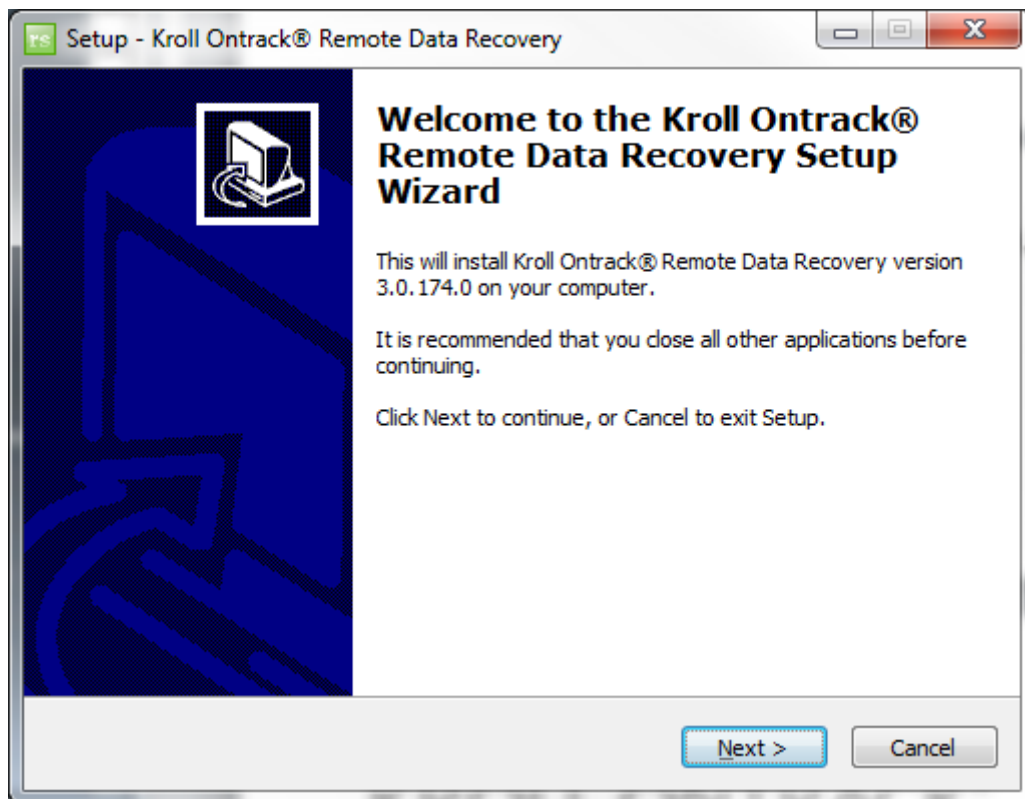 rs Setup - Kroll Ontrack® Remote Data Recovery
Welcome to the Kroll Ontrack®
Remote Data Recovery Setup
Wizard
This will install Kroll Ontrack® Remote Data Recovery version
3.0.174.0 on your computer.
It is recommended that you close all other applications before
continuing.
Click Next to continue, or Cancel to exit Setup.
Next > Cancel